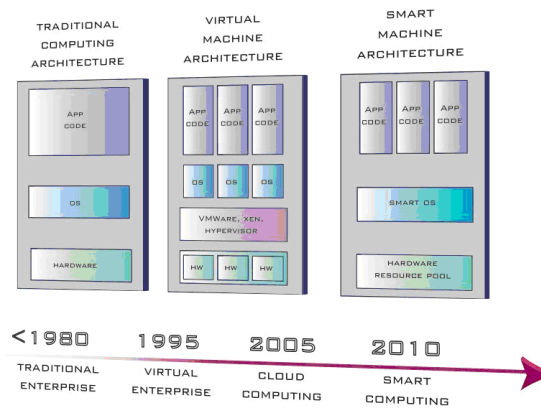 TRADITIONAL
COMPUTING
ARCHITECTURE
APP
CODE
OS
HARDWARE
VIRTUAL
MACHINE
ARCHITECTURE
APP
CODE
APP
CODE
APP
CODE
OS
OS
OS
VMWARE, XEN,
HYPERVISOR
HW
HW
HW
SMART
MACHINE
ARCHITECTURE
APP
CODE
APP
CODE
APP
CODE
SMART OS
HARDWARE
RESOURCE POOL
<1980
TRADITIONAL
ENTERPRISE
1995
VIRTUAL
ENTERPRISE
2005
CLOUD
COMPUTING
2010
SMART
COMPUTING